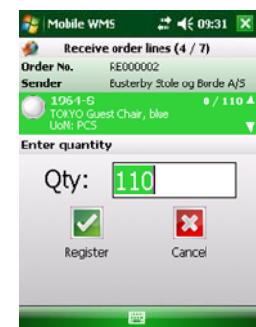 Mobile WMS 09:31
Receive order lines (4 / 7)
Order No. RE000002
Sender Busterby Stole og Borde A/S
1964-S 0 / 110
TOKYO Guest Chair, blue
UoM: PCS
Enter quantity
Qty: 110
Register Cancel